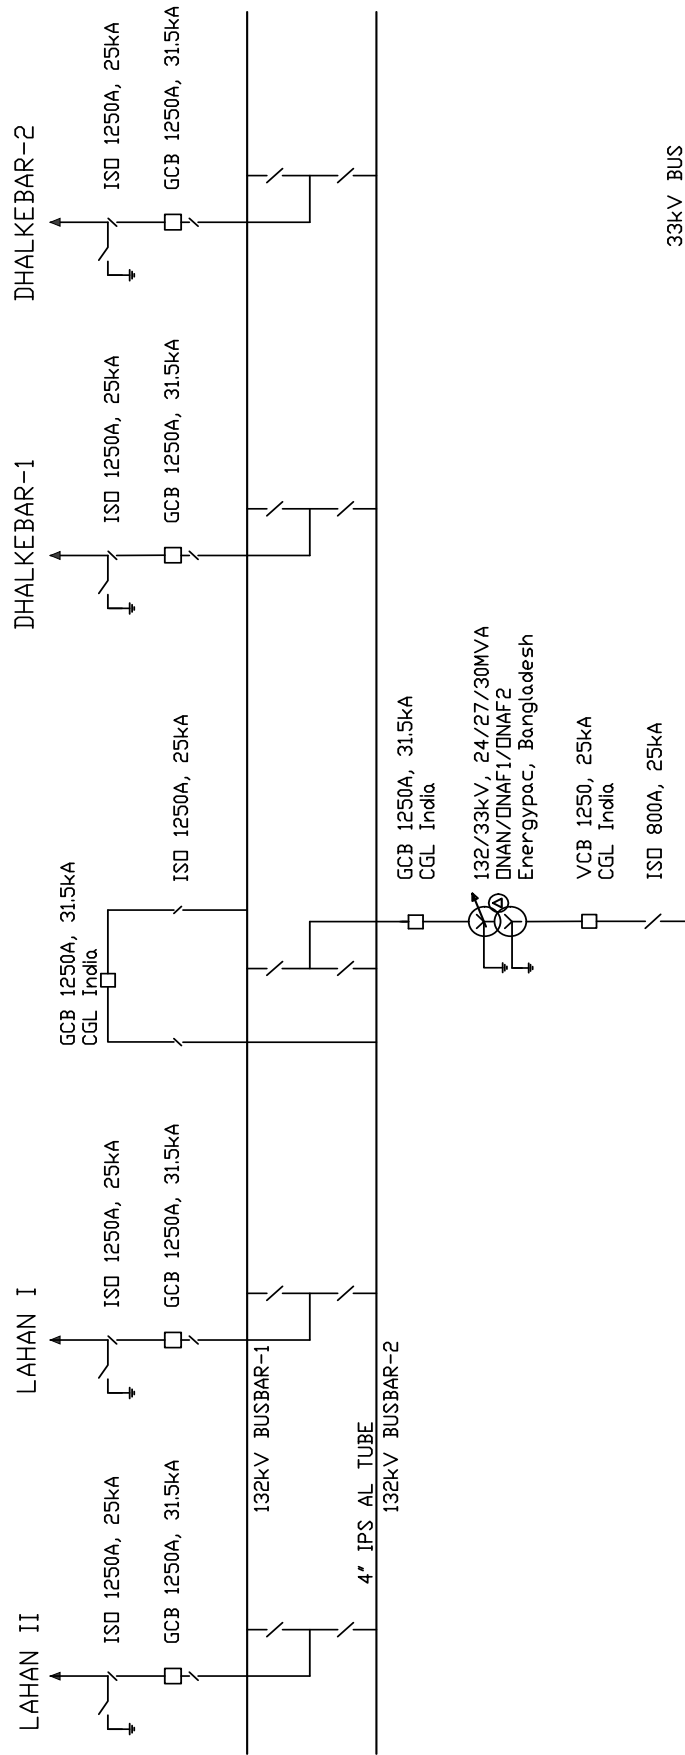 LAHAN II
ISO 1250A, 25kA
GCB 1250A, 31.5kA
LAHAN I
ISO 1250A, 25kA
GCB 1250A, 31.5kA
GCB 1250A, 31.5kA
CGL India
ISO 1250A, 25kA
DHALKEBAR-1
ISO 1250A, 25kA
GCB 1250A, 31.5kA
DHALKEBAR-2
ISO 1250A, 25kA
GCB 1250A, 31.5kA
132kV BUSBAR-1
4" IPS AL TUBE
132kV BUSBAR-2
GCB 1250A, 31.5kA
CGL India
132/33kV, 24/27/30MVA
ONAN/ONAF1/ONAF2
Energypac, Bangladesh
VCB 1250, 25kA
CGL India
ISO 800A, 25kA
33kV BUS